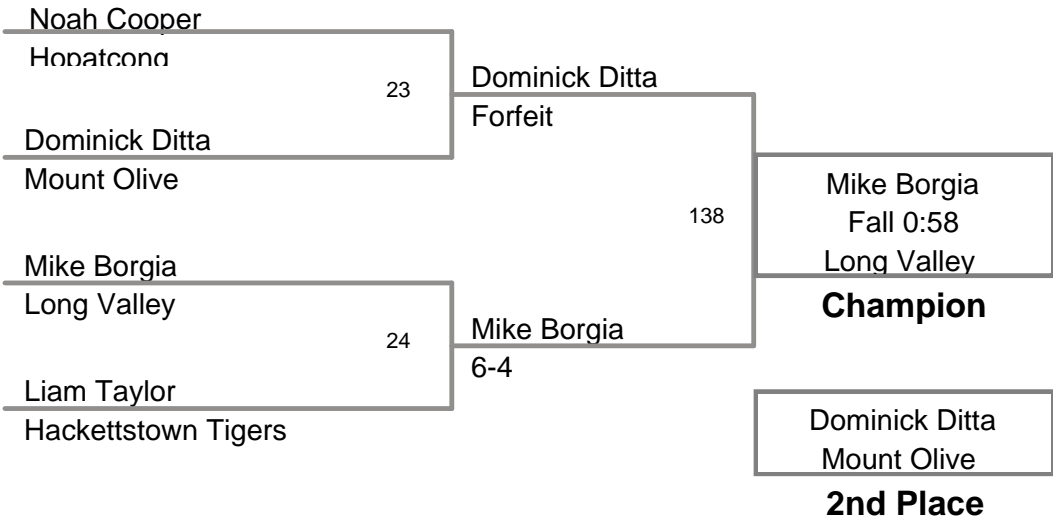 Noah Cooper
Hopatcong
23
Dominick Ditta
Forfeit
Dominick Ditta
Mount Olive
138
Mike Borgia
Fall 0:58
Long Valley
Champion
Mike Borgia
Long Valley
24
Mike Borgia
6-4
Liam Taylor
Hackettstown Tigers
Dominick Ditta
Mount Olive
2nd Place